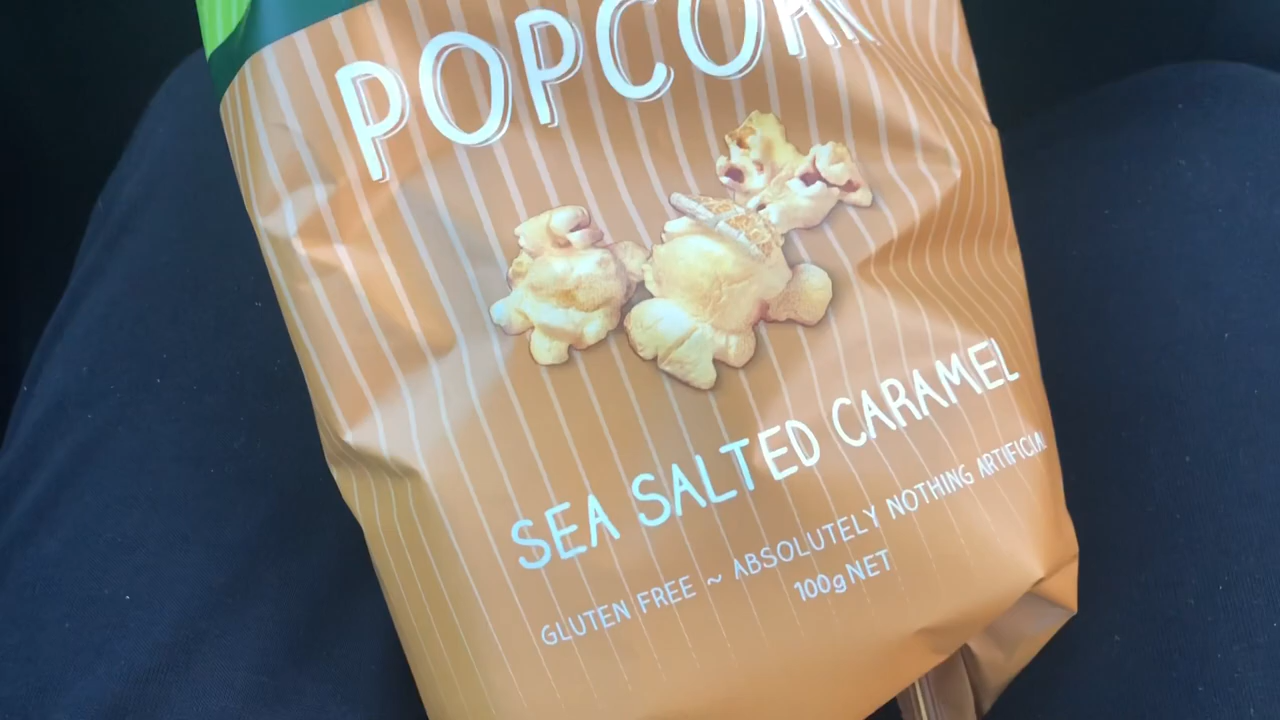 POPCORN
SEA SALTED CARAMEL
GLUTEN FREE ~ ABSOLUTELY NOTHING ARTIFICIAL
100g NET